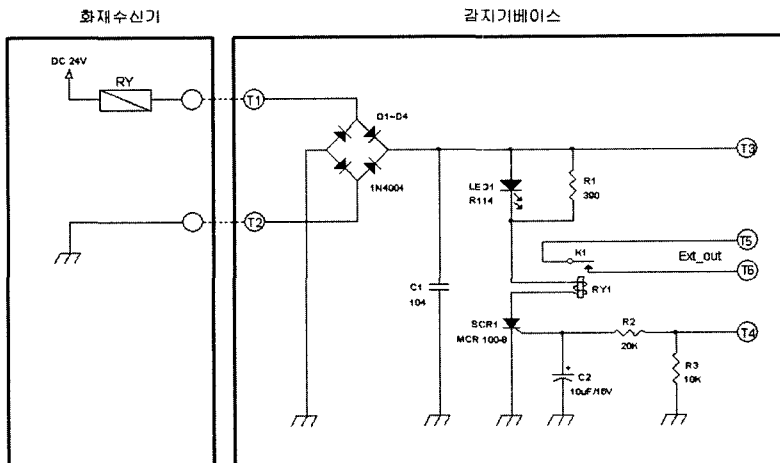 화재수신기
감지기베이스
DC 24V
RY
T1
D1~D4
1N4004
T2
T3
LED1
R114
R1
390
T5
K1
Ext_out
T6
RY1
C1
104
SCR1
MCR 100-8
R2
20K
T4
C2
10uF/16V
R3
10K